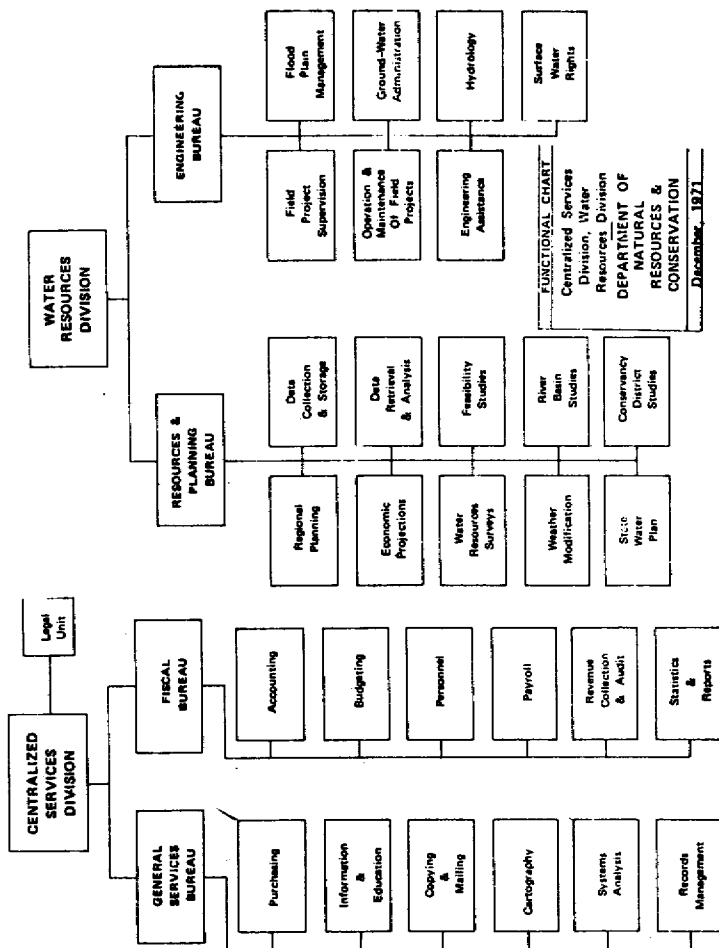 CENTRALIZED
SERVICES
DIVISION
Legal
Unit
GENERAL
SERVICES
BUREAU
FISCAL
BUREAU
Purchasing
Information
&
Education
Copying
&
Mailing
Cartography
Systems
Analysis
Records
Management
Accounting
Budgeting
Personnel
Payroll
Revenue
Collection
& Audit
Statistics
&
Reports
WATER
RESOURCES
DIVISION
RESOURCES &
PLANNING
BUREAU
ENGINEERING
BUREAU
Regional
Planning
Data
Collection
& Storage
Economic
Projections
Data
Retrieval
& Analysis
Water
Resources
Surveys
Feasibility
Studies
Weather
Modification
River
Basin
Studies
State
Water
Plan
Conservancy
District
Studies
Field
Project
Supervision
Flood
Plain
Management
Operation &
Maintenance
Of Field
Projects
Ground-Water
Administration
Engineering
Assistance
Hydrology
Surface
Water
Rights
FUNCTIONAL CHART
Centralized Services
Division, Water
Resources Division
DEPARTMENT OF
NATURAL
RESOURCES &
CONSERVATION
December, 1971